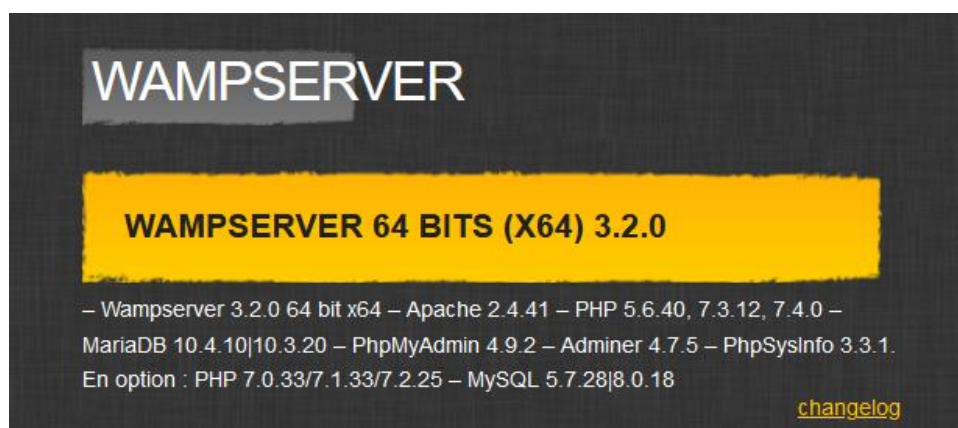 WAMPSERVER
WAMPSERVER 64 BITS (X64) 3.2.0
– Wampserver 3.2.0 64 bit x64 – Apache 2.4.41 – PHP 5.6.40, 7.3.12, 7.4.0 –
MariaDB 10.4.10|10.3.20 – PhpMyAdmin 4.9.2 – Adminer 4.7.5 – PhpSysInfo 3.3.1.
En option : PHP 7.0.33/7.1.33/7.2.25 – MySQL 5.7.28|8.0.18
changelog